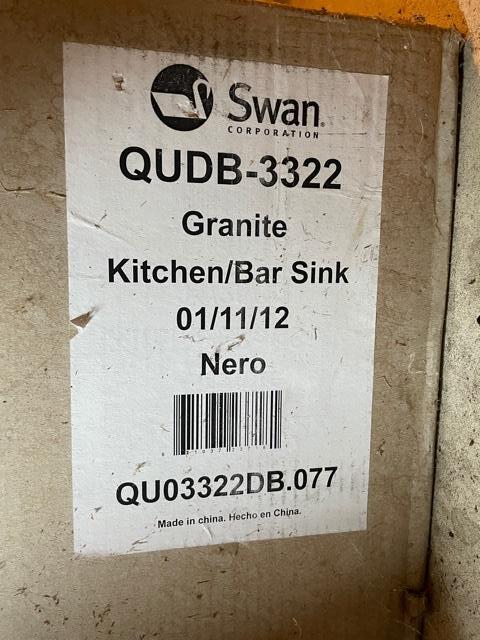 Swan®
CORPORATION
QUDB-3322
Granite
Kitchen/Bar Sink
01/11/12
Nero
QU03322DB.077
Made in china. Hecho en China.